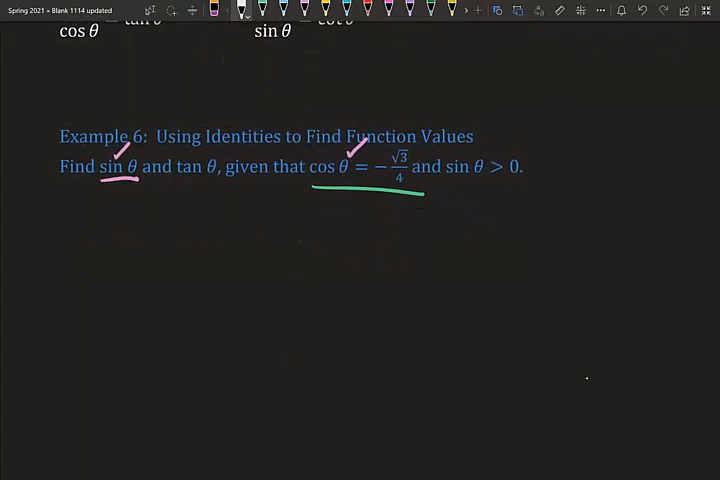 Spring 2021 » Blank 1114 updated
cos θ
sin θ
Example 6: Using Identities to Find Function Values
Find sin θ and tan θ, given that cos θ = −√3/4 and sin θ > 0.